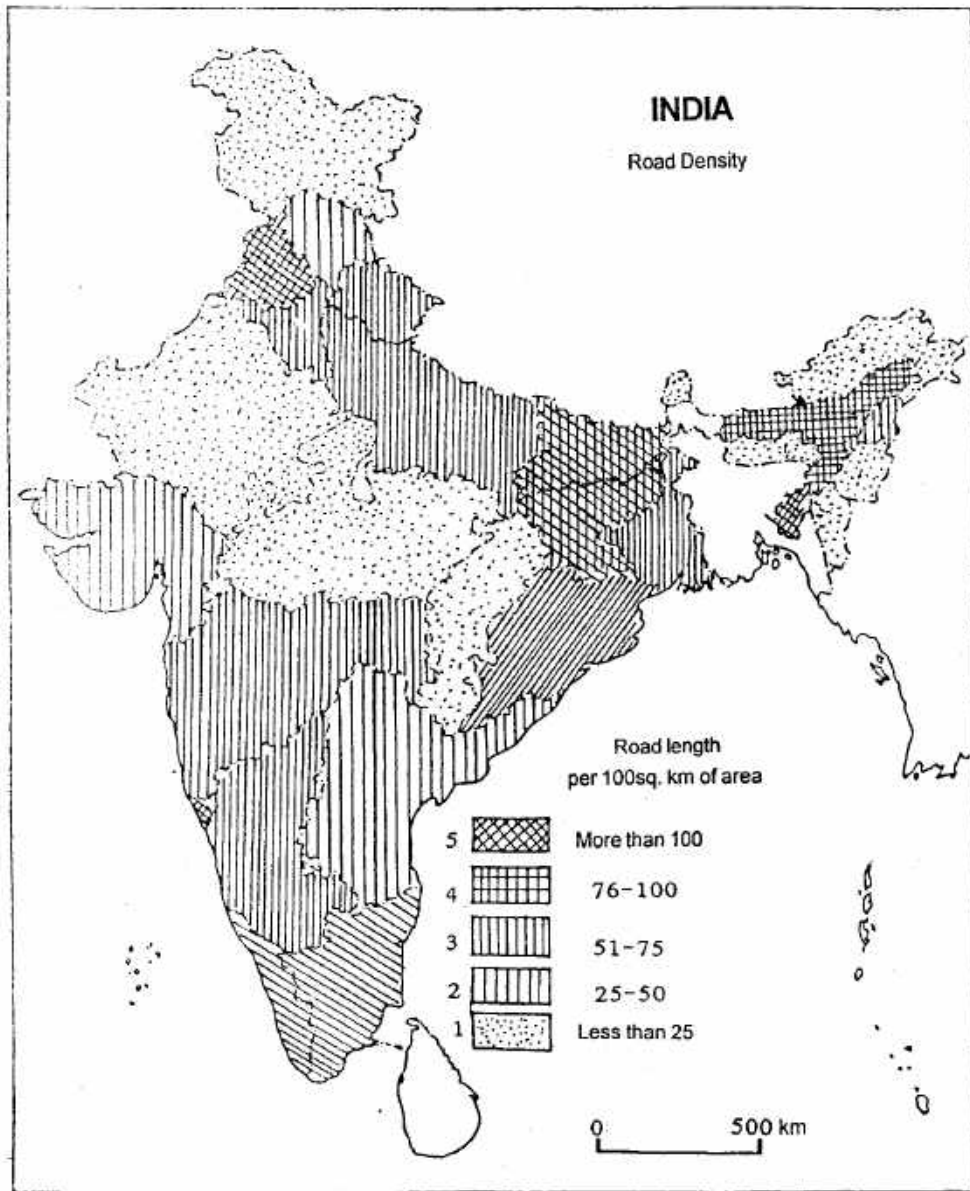 INDIA
Road Density
Road length
per 100sq. km of area
5 More than 100
4 76-100
3 51-75
2 25-50
1 Less than 25
0 500 km